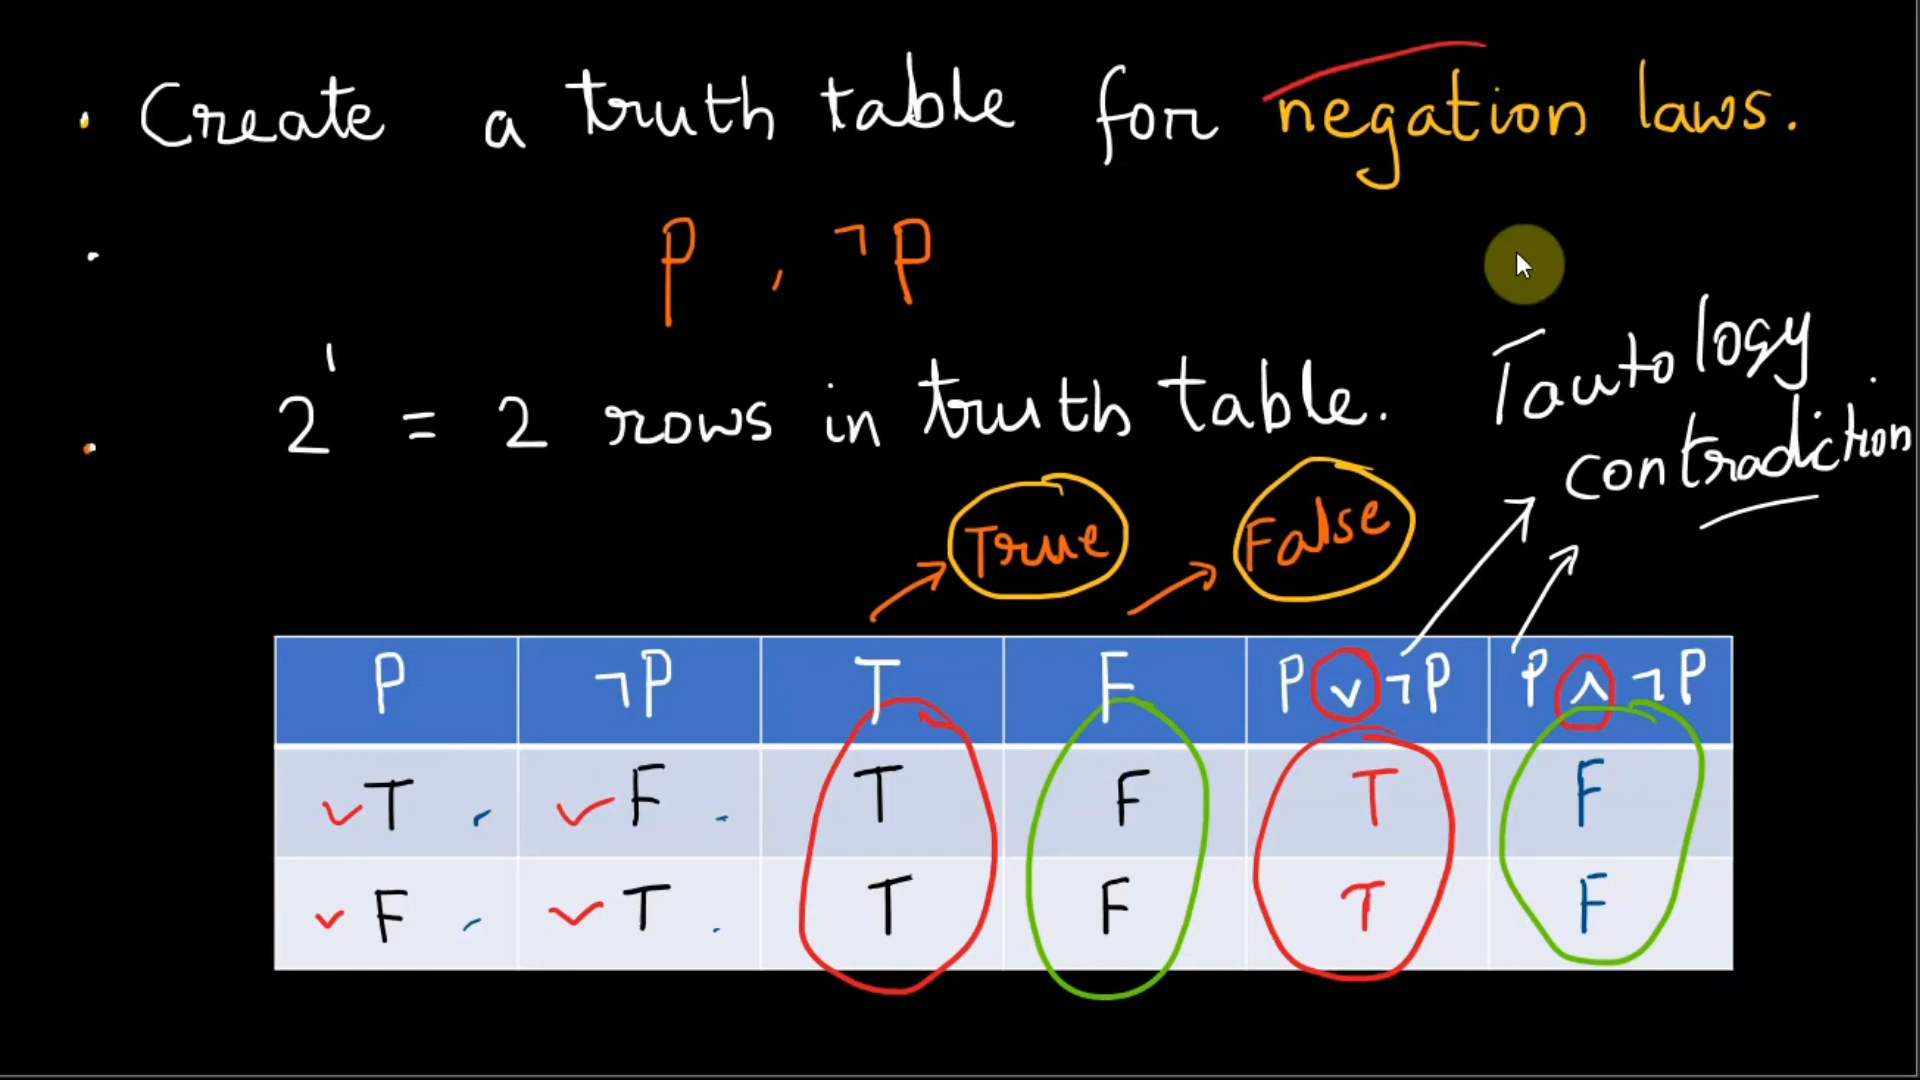 Create a truth table for negation laws.
P , ¬P
2¹ = 2 rows in truth table.
Tautology
contradiction
True False
P ¬P T F P ∨ ¬P P ∧ ¬P
T F T F T F
F T T F T F